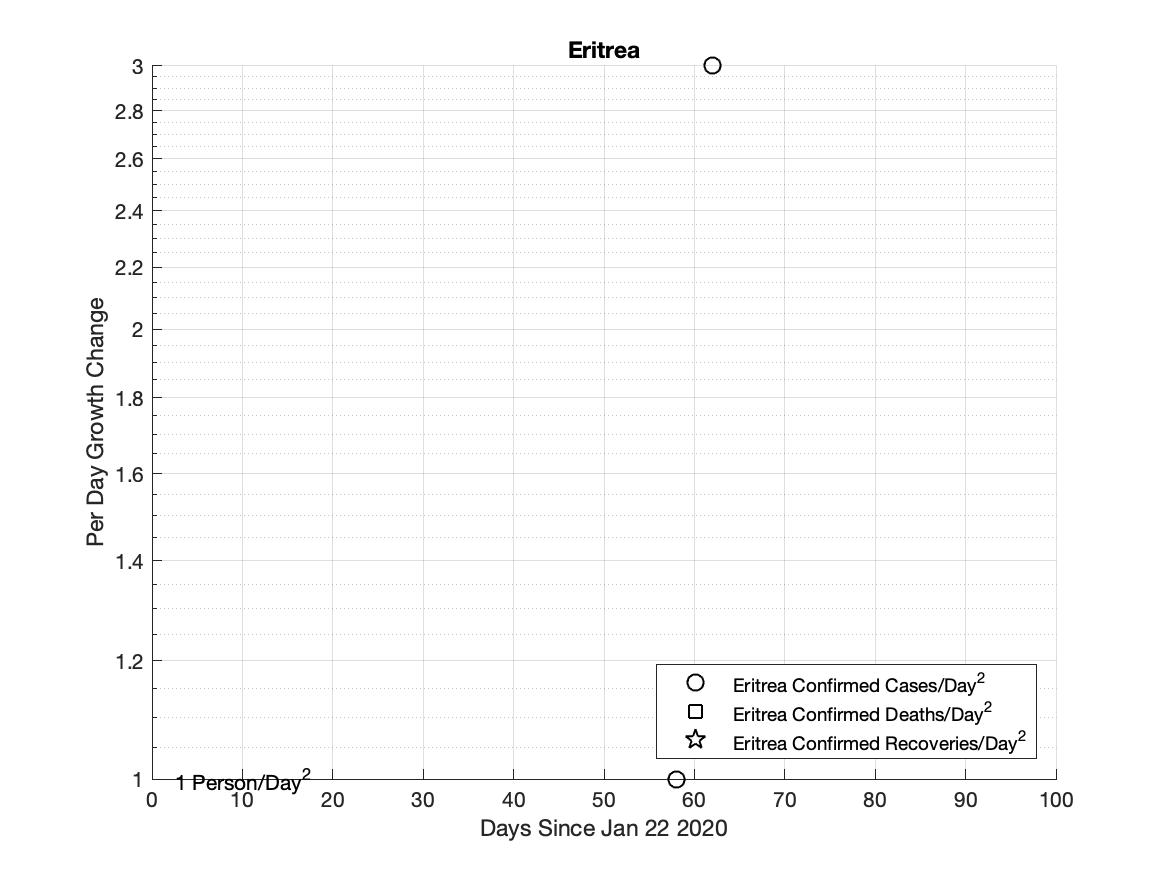 Eritrea
3
2.8
2.6
2.4
2.2
2
1.8
1.6
1.4
1.2
1
Per Day Growth Change
Eritrea Confirmed Cases/Day²
Eritrea Confirmed Deaths/Day²
Eritrea Confirmed Recoveries/Day²
1 Person/Day²
0 10 20 30 40 50 60 70 80 90 100
Days Since Jan 22 2020